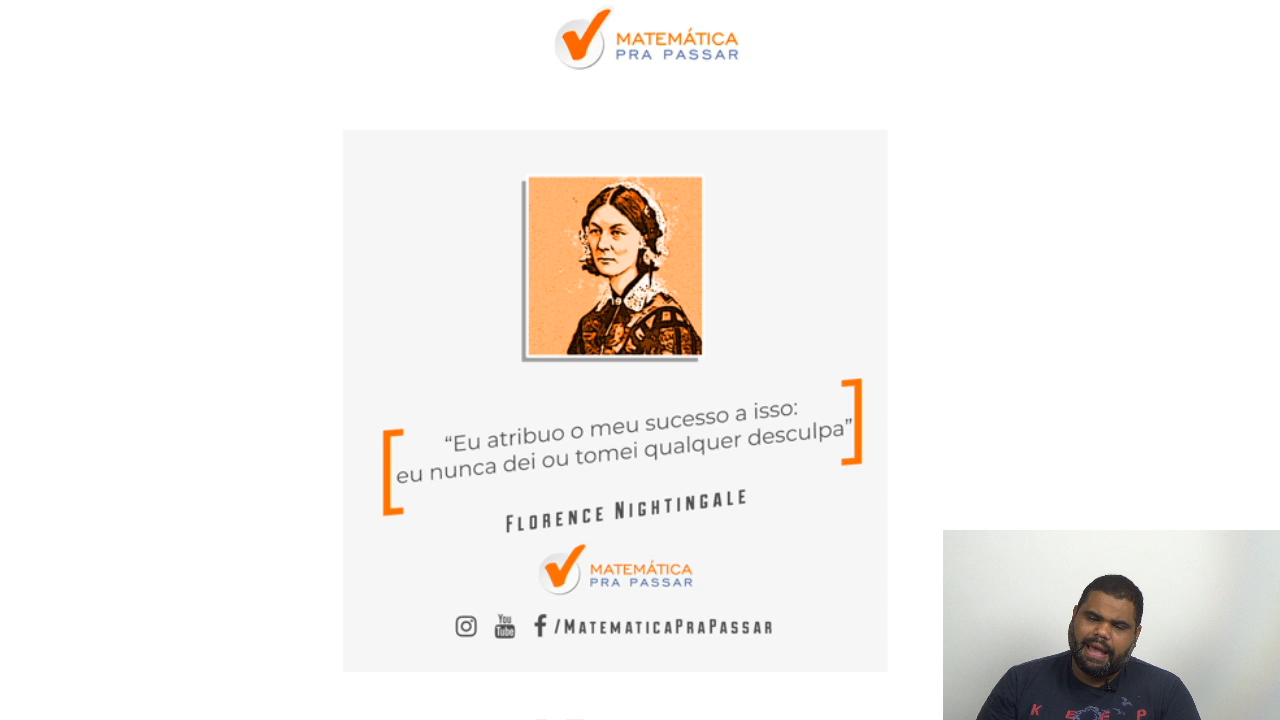 MATEMÁTICA
PRA PASSAR
“Eu atribuo o meu sucesso a isso:
eu nunca dei ou tomei qualquer desculpa”
FLORENCE NIGHTINGALE
MATEMÁTICA
PRA PASSAR
You
Tube
/MATEMATICAPRAPASSAR
KEEP